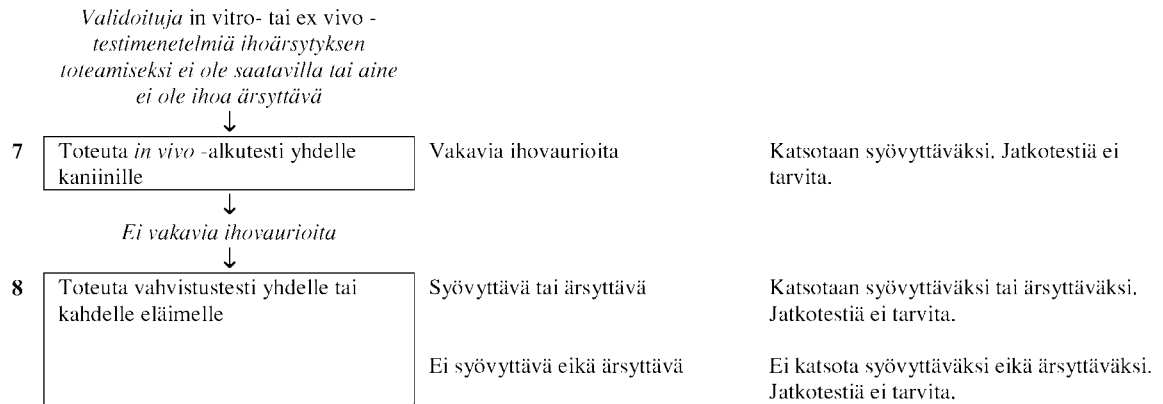 Validoituja in vitro- tai ex vivo -
testimenetelmiä ihoärsytyksen
toteamiseksi ei ole saatavilla tai aine
ei ole ihoa ärsyttävä
↓
7 Toteuta in vivo -alkutesti yhdelle Vakavia ihovaurioita Katsotaan syövyttäväksi. Jatkotestiä ei
kaniinille tarvita.
↓
Ei vakavia ihovaurioita
↓
8 Toteuta vahvistustesti yhdelle tai Syövyttävä tai ärsyttävä Katsotaan syövyttäväksi tai ärsyttäväksi.
kahdelle eläimelle Jatkotestiä ei tarvita.
Ei syövyttävä eikä ärsyttävä Ei katsota syövyttäväksi eikä ärsyttäväksi.
Jatkotestiä ei tarvita.